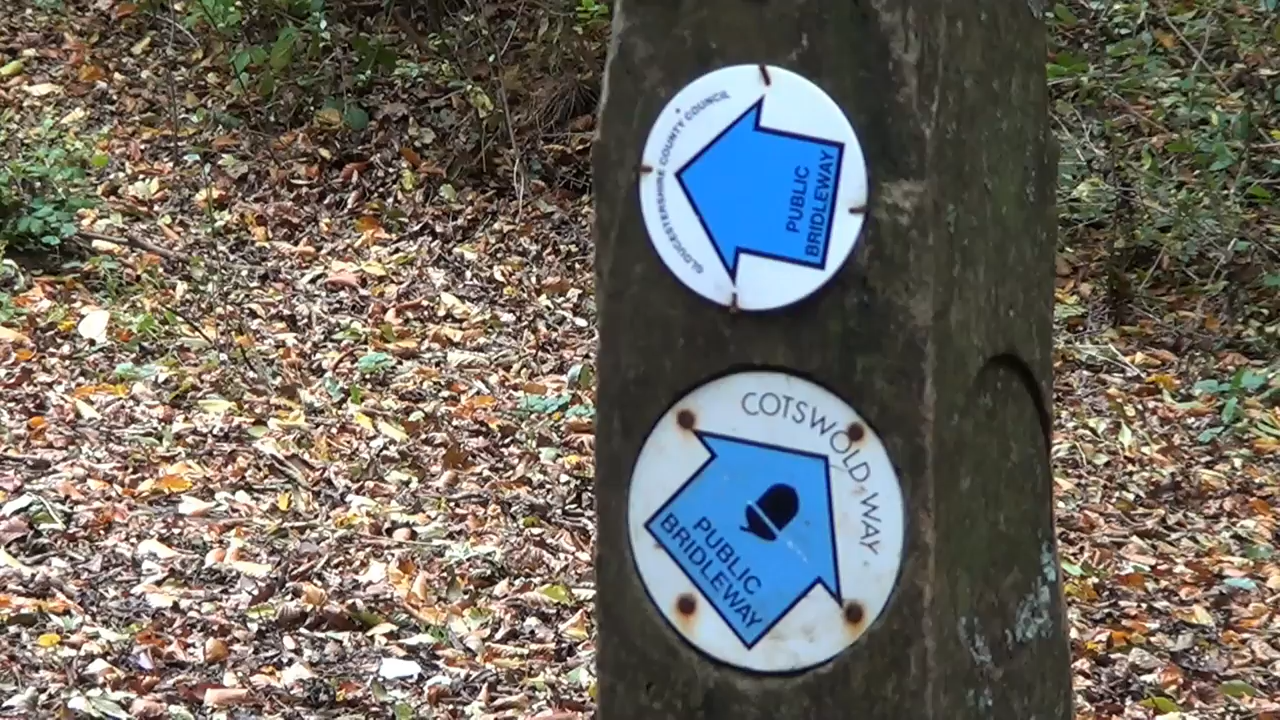 GLOUCESTERSHIRE COUNTY COUNCIL
PUBLIC
BRIDLEWAY
COTSWOLD WAY
PUBLIC
BRIDLEWAY